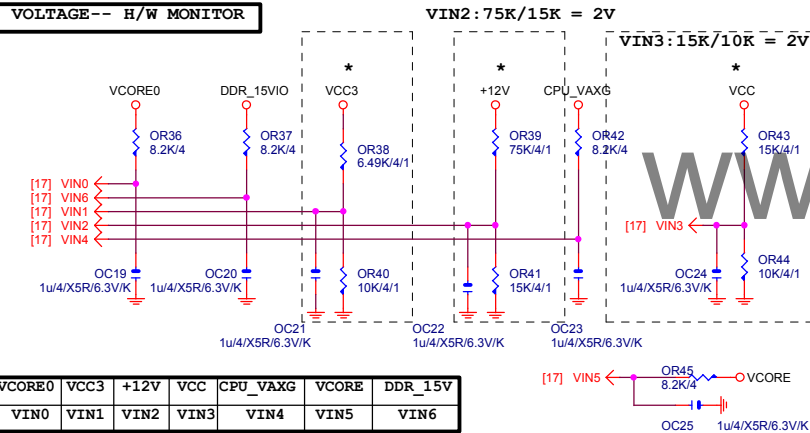 VOLTAGE-- H/W MONITOR
VIN2:75K/15K = 2V
VIN3:15K/10K = 2V
* * *
VCORE0 DDR_15VIO VCC3 +12V CPU_VAXG VCC
OR36 8.2K/4
OR37 8.2K/4
OR38 6.49K/4/1
OR39 75K/4/1
OR42 8.2K/4
OR43 15K/4/1
WW
[17] VIN0
[17] VIN6
[17] VIN1
[17] VIN2
[17] VIN4
[17] VIN3
OC19 1u/4/X5R/6.3V/K
OC20 1u/4/X5R/6.3V/K
OR40 10K/4/1
OR41 15K/4/1
OC24 1u/4/X5R/6.3V/K
OR44 10K/4/1
OC21 1u/4/X5R/6.3V/K
OC22 1u/4/X5R/6.3V/K
OC23 1u/4/X5R/6.3V/K
[17] VIN5
OR45 8.2K/4
VCORE
OC25 1u/4/X5R/6.3V/K
VCORE0 VCC3 +12V VCC CPU_VAXG VCORE DDR_15V
VIN0 VIN1 VIN2 VIN3 VIN4 VIN5 VIN6